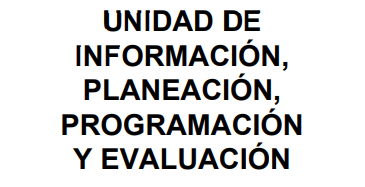 UNIDAD DE
INFORMACIÓN,
PLANEACIÓN,
PROGRAMACIÓN
Y EVALUACIÓN